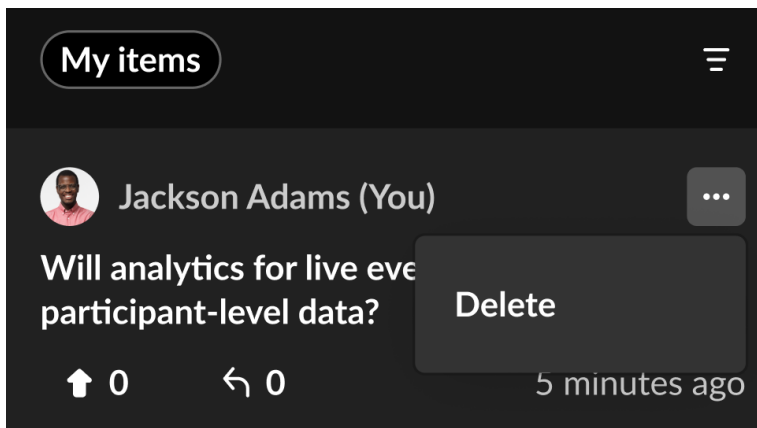 My items
Jackson Adams (You)
Will analytics for live eve
participant-level data?
Delete
0 0 5 minutes ago